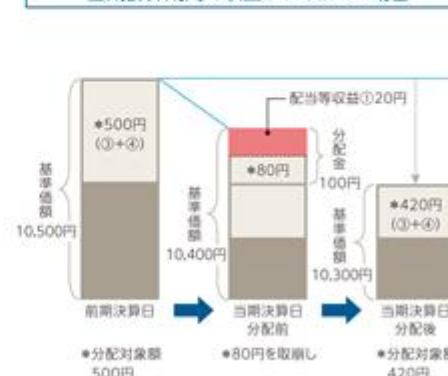 配当等収益①20円
*500円
(③+④)
分配金
100円
*80円
基準価額
10,500円
基準価額
10,400円
基準価額
10,300円
*420円
(③+④)
前期決算日
当期決算日
分配前
当期決算日
分配後
*分配対象額
500円
*80円を取崩し
*分配対象額
420円